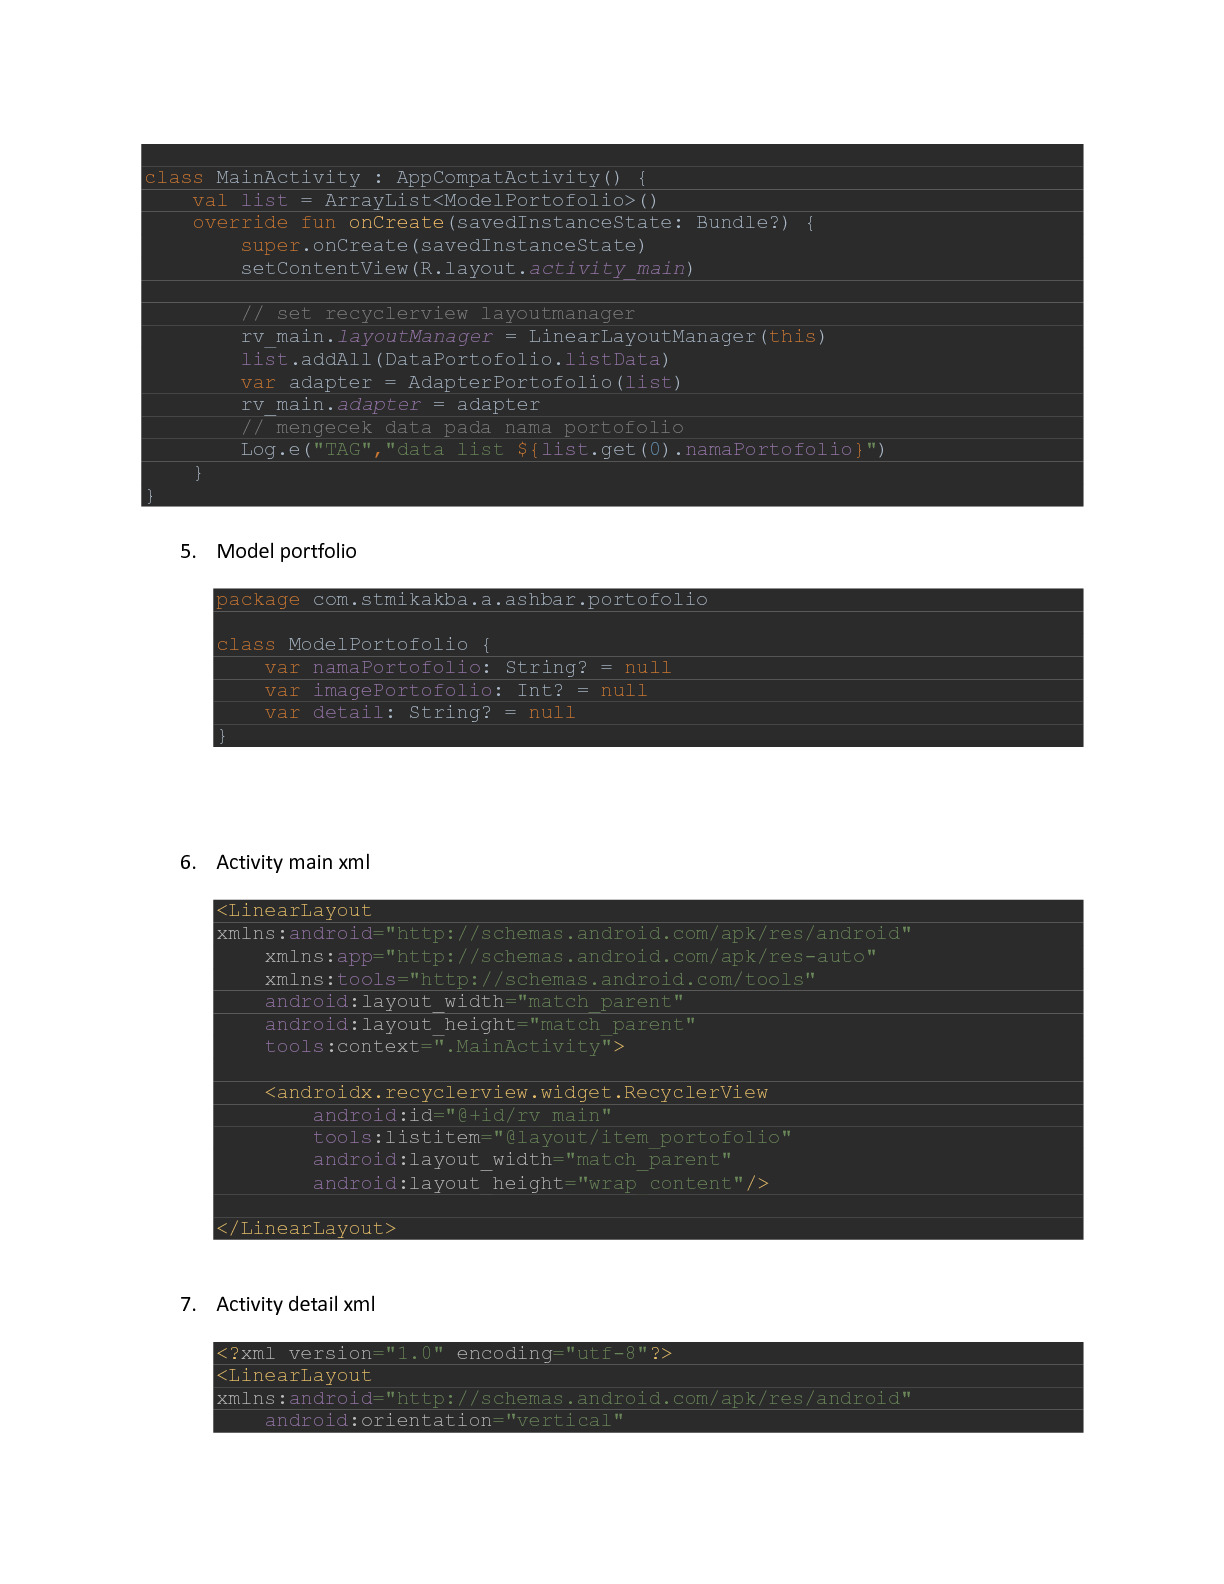 class MainActivity : AppCompatActivity() {
    val list = ArrayList<ModelPortofolio>()
    override fun onCreate(savedInstanceState: Bundle?) {
        super.onCreate(savedInstanceState)
        setContentView(R.layout.activity_main)
        // set recyclerview layoutmanager
        rv_main.layoutManager = LinearLayoutManager(this)
        list.addAll(DataPortofolio.listData)
        var adapter = AdapterPortofolio(list)
        rv_main.adapter = adapter
        // mengecek data pada nama portofolio
        Log.e("TAG","data list ${list.get(0).namaPortofolio}")
    }
}
5. Model portfolio
package com.stmikakba.a.ashbar.portofolio
class ModelPortofolio {
    var namaPortofolio: String? = null
    var imagePortofolio: Int? = null
    var detail: String? = null
}
6. Activity main xml
<LinearLayout
xmlns:android="http://schemas.android.com/apk/res/android"
    xmlns:app="http://schemas.android.com/apk/res-auto"
    xmlns:tools="http://schemas.android.com/tools"
    android:layout_width="match_parent"
    android:layout_height="match_parent"
    tools:context=".MainActivity">
    <androidx.recyclerview.widget.RecyclerView
        android:id="@+id/rv_main"
        tools:listitem="@layout/item_portofolio"
        android:layout_width="match_parent"
        android:layout_height="wrap_content"/>
</LinearLayout>
7. Activity detail xml
<?xml version="1.0" encoding="utf-8"?>
<LinearLayout
xmlns:android="http://schemas.android.com/apk/res/android"
    android:orientation="vertical"